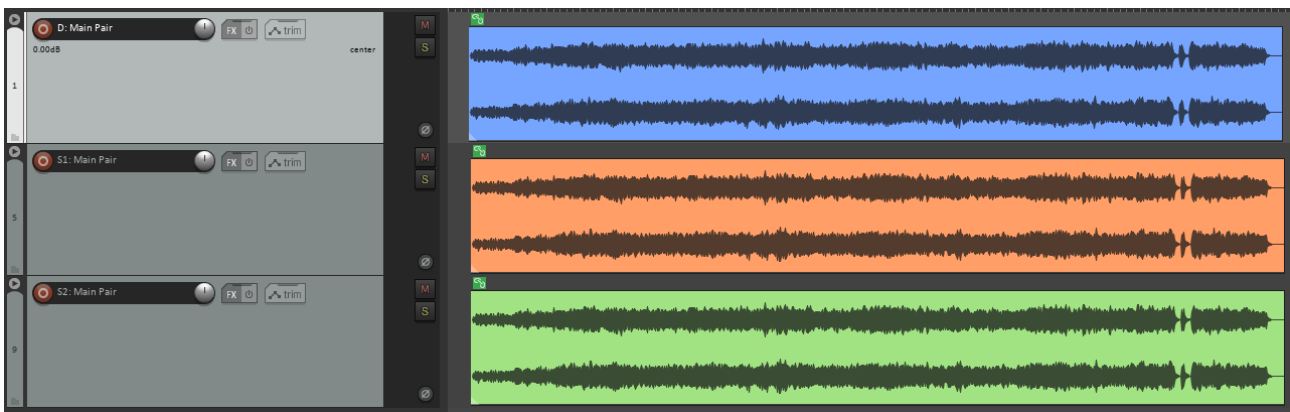 D: Main Pair
FX
trim
M
0.00dB
center
S
1
S1: Main Pair
FX
trim
M
S
5
S2: Main Pair
FX
trim
M
S
9